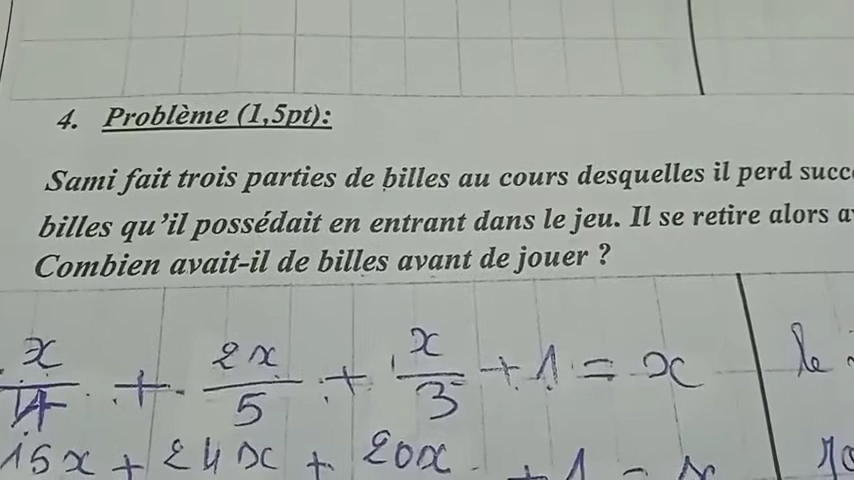 4. Problème (1,5pt):
Sami fait trois parties de billes au cours desquelles il perd
billes qu'il possédait en entrant dans le jeu. Il se retire alors
Combien avait-il de billes avant de jouer ?
x/4 + 2x/5 + x/3 + 1 = x
15x + 24x + 20x + 1 = x